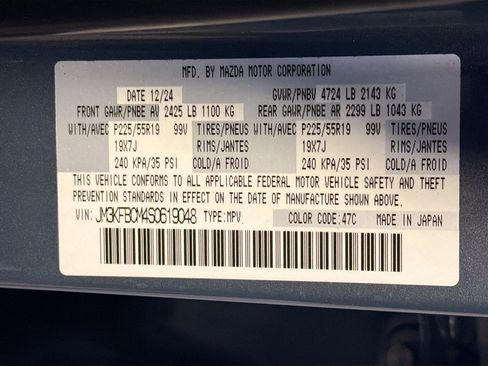 MFD. BY MAZDA MOTOR CORPORATION
DATE 12/24 GVWR/PNBV 4724 LB 2143 KG
FRONT GAWR/PNBE AV 2425 LB 1100 KG REAR GAWR/PNBE AR 2299 LB 1043 KG
WITH/AVEC P225/55R19 99V TIRES/PNEUS WITH/AVEC P225/55R19 99V TIRES/PNEUS
19X7J RIMS/JANTES 19X7J RIMS/JANTES
240 KPA/35 PSI COLD/A FROID 240 KPA/35 PSI COLD/A FROID
THIS VEHICLE CONFORMS TO ALL APPLICABLE FEDERAL MOTOR VEHICLE SAFETY AND THEFT
PREVENTION STANDARDS IN EFFECT ON THE DATE OF MANUFACTURE SHOWN ABOVE.
VIN: JM3KFBCM4S0619048 TYPE: MPV COLOR CODE: 47C MADE IN JAPAN